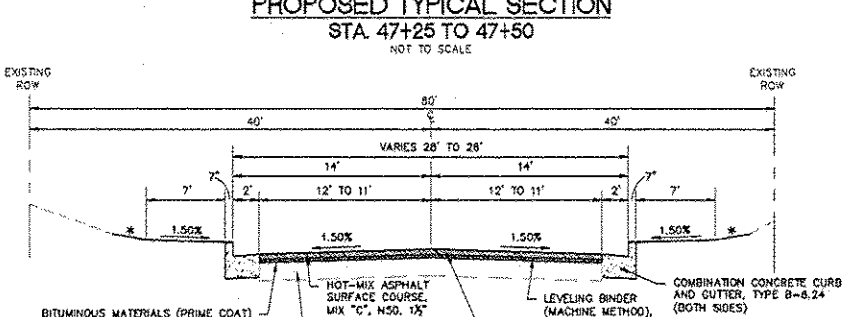 PROPOSED TYPICAL SECTION
STA. 47+25 TO 47+50
NOT TO SCALE
EXISTING
ROW
EXISTING
ROW
80'
℄
40'
40'
VARIES 28' TO 26'
14'
14'
7"
7"
7'
2'
12' TO 11'
12' TO 11'
2'
7'
*
1.50%
1.50%
1.50%
1.50%
*
BITUMINOUS MATERIALS (PRIME COAT)
HOT-MIX ASPHALT
SURFACE COURSE,
MIX "C", N50,
LEVELING BINDER
(MACHINE METHOD),
COMBINATION CONCRETE CURB
AND GUTTER, TYPE B-6.24
(BOTH SIDES)